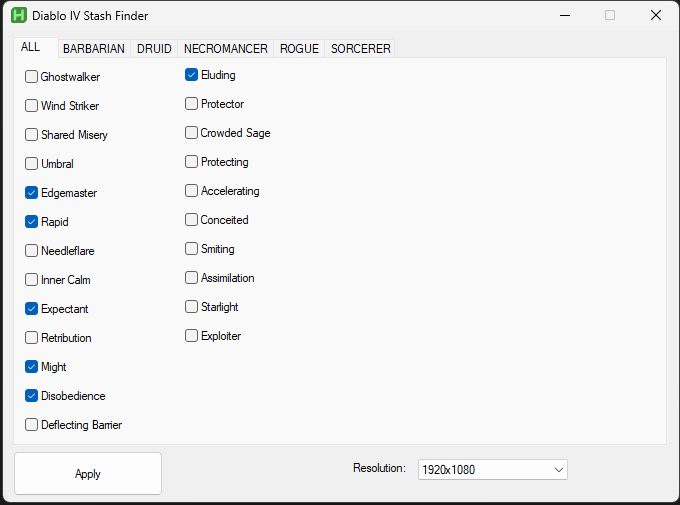 H Diablo IV Stash Finder
ALL BARBARIAN DRUID NECROMANCER ROGUE SORCERER
Ghostwalker
Wind Striker
Shared Misery
Umbral
Edgemaster
Rapid
Needleflare
Inner Calm
Expectant
Retribution
Might
Disobedience
Deflecting Barrier
Eluding
Protector
Crowded Sage
Protecting
Accelerating
Conceited
Smiting
Assimilation
Starlight
Exploiter
Apply
Resolution: 1920x1080